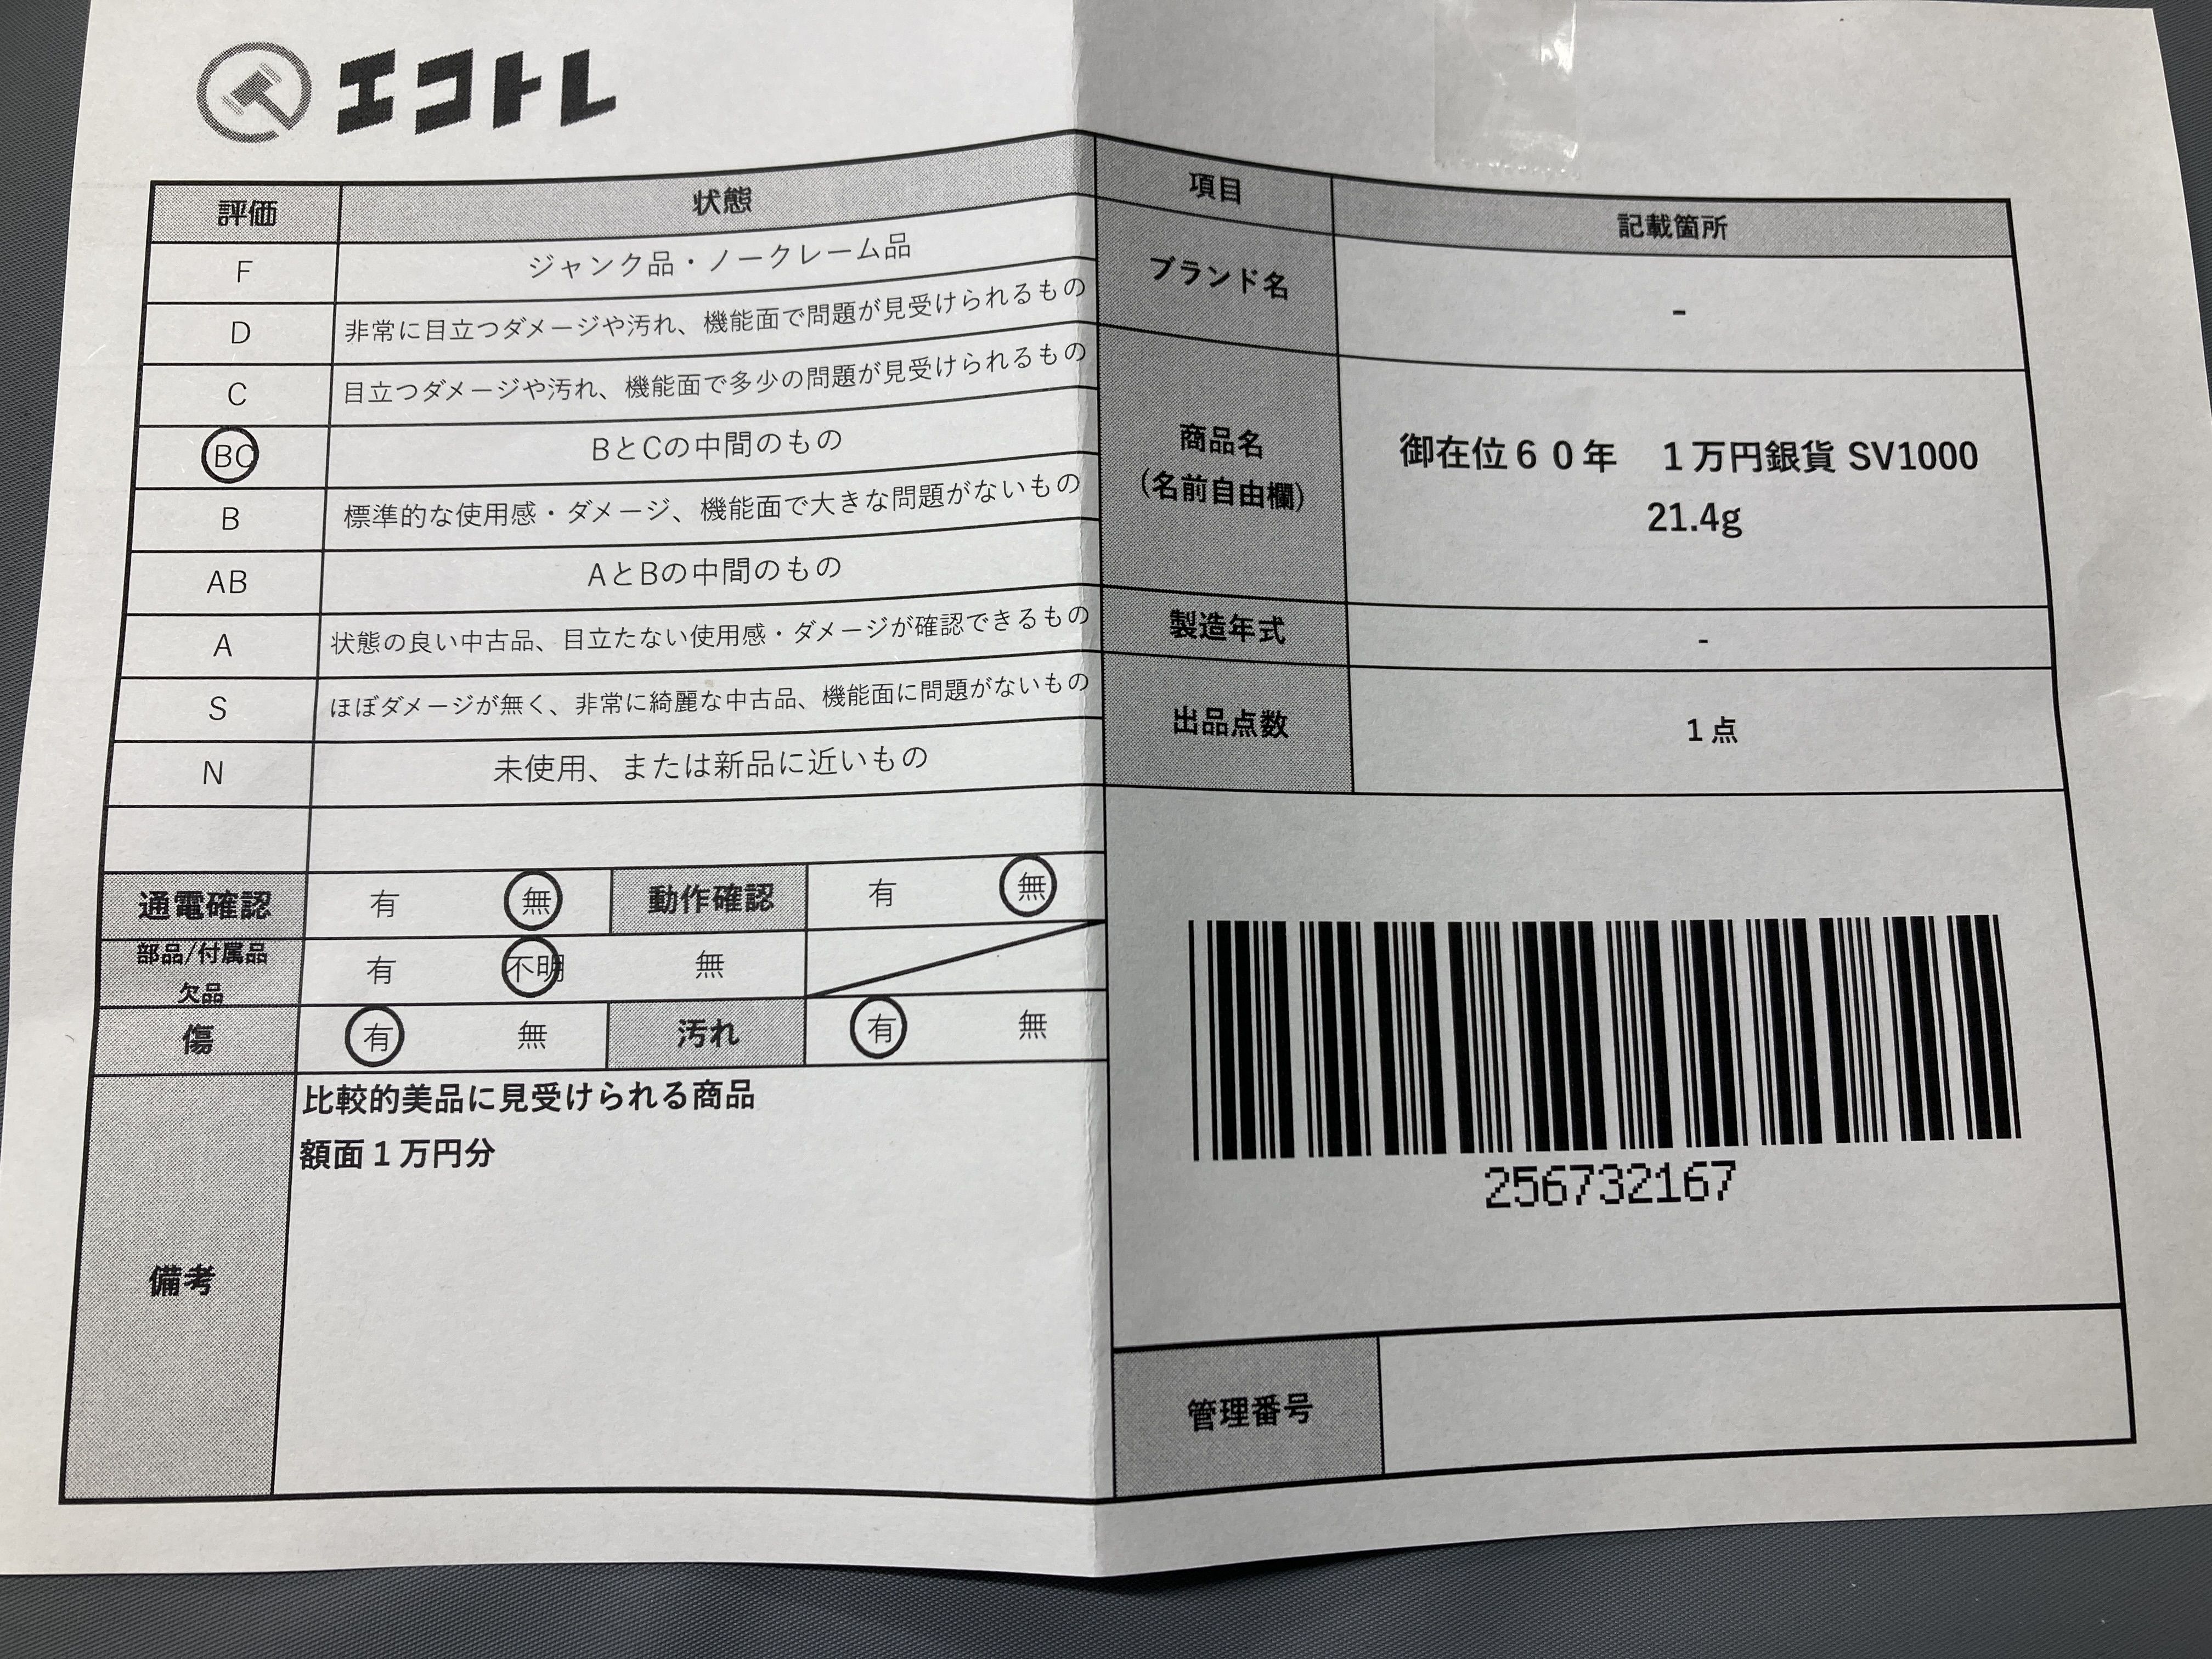 エコトレ
評価 状態
F ジャンク品・ノークレーム品
D 非常に目立つダメージや汚れ、機能面で問題が見受けられるもの
C 目立つダメージや汚れ、機能面で多少の問題が見受けられるもの
BC BとCの中間のもの
B 標準的な使用感・ダメージ、機能面で大きな問題がないもの
AB AとBの中間のもの
A 状態の良い中古品、目立たない使用感・ダメージが確認できるもの
S ほぼダメージが無く、非常に綺麗な中古品、機能面に問題がないもの
N 未使用、または新品に近いもの
通電確認 有 無 動作確認 有 無
部品/付属品
欠品 有 不明 無
傷 有 無 汚れ 有 無
備考
比較的美品に見受けられる商品
額面1万円分
項目 記載箇所
ブランド名 -
商品名
(名前自由欄)
御在位60年 1万円銀貨 SV1000
21.4g
製造年式 -
出品点数 1点
256732167
管理番号